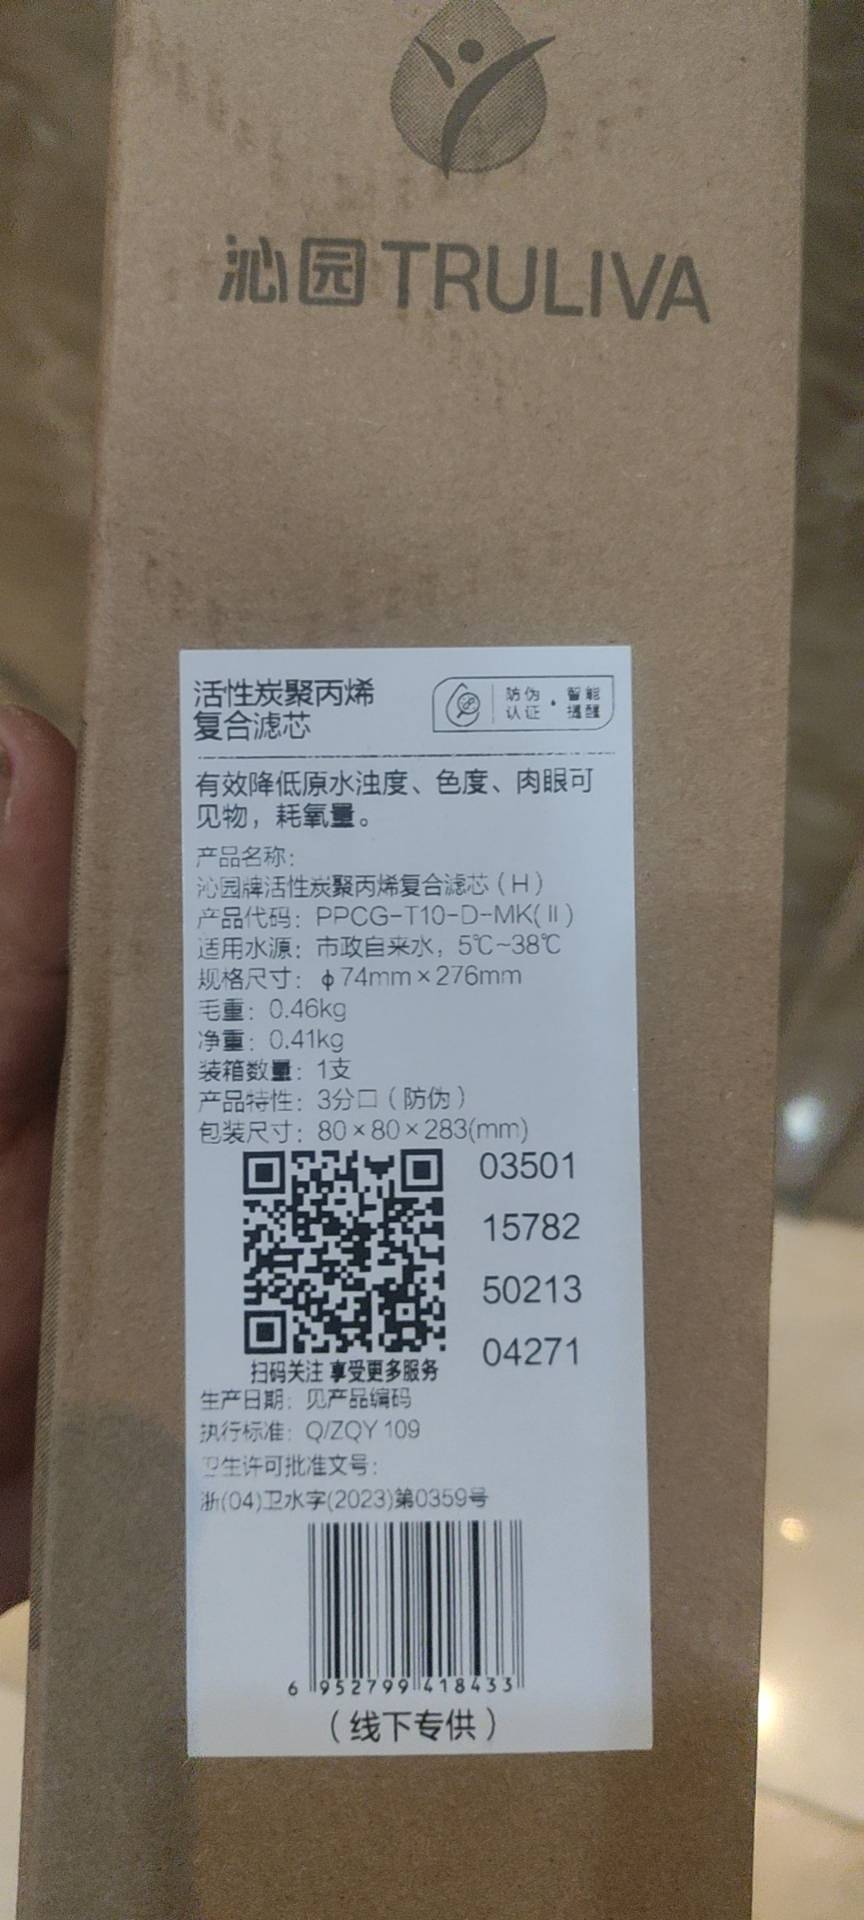 沁园TRULIVA
活性炭聚丙烯
复合滤芯
防伪认证 · 智能提醒
有效降低原水浊度、色度、肉眼可
见物，耗氧量。
产品名称：
沁园牌活性炭聚丙烯复合滤芯（H）
产品代码：PPCG-T10-D-MK(Ⅱ)
适用水源：市政自来水，5℃~38℃
规格尺寸：ф74mm×276mm
毛重：0.46kg
净重：0.41kg
装箱数量：1支
产品特性：3分口（防伪）
包装尺寸：80×80×283(mm)
03501
15782
50213
04271
扫码关注 享受更多服务
生产日期：见产品编码
执行标准：Q/ZQY 109
卫生许可批准文号：
浙(04)卫水字(2023)第0359号
6 952799 418433
（线下专供）